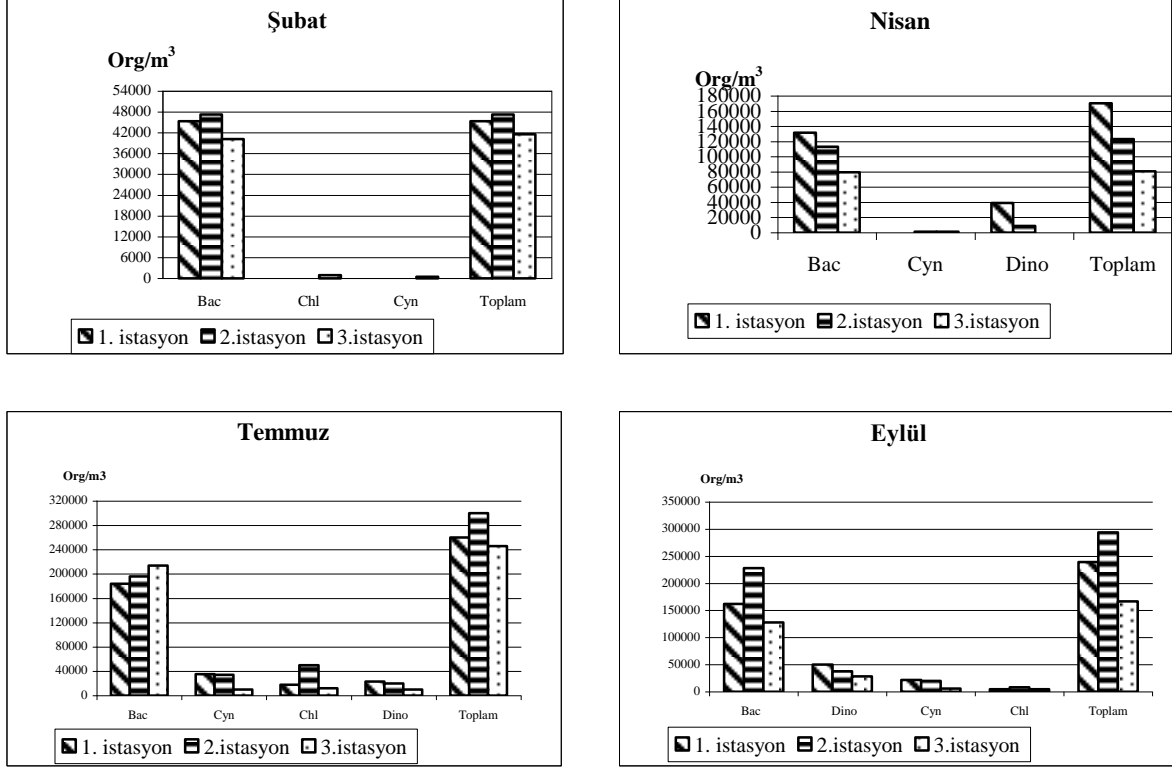 Şubat
Org/m³
54000
48000
42000
36000
30000
24000
18000
12000
6000
0
Bac Chl Cyn Toplam
1. istasyon 2.istasyon 3.istasyon
Nisan
Org/m³
180000
160000
140000
120000
100000
80000
60000
40000
20000
0
Bac Cyn Dino Toplam
1. istasyon 2.istasyon 3.istasyon
Temmuz
Org/m3
320000
280000
240000
200000
160000
120000
80000
40000
0
Bac Cyn Chl Dino Toplam
1. istasyon 2.istasyon 3.istasyon
Eylül
Org/m3
350000
300000
250000
200000
150000
100000
50000
0
Bac Dino Cyn Chl Toplam
1. istasyon 2.istasyon 3.istasyon